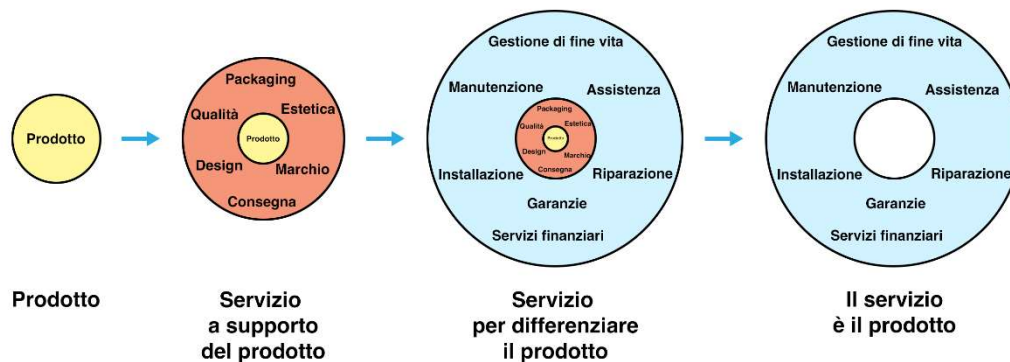 Prodotto
Packaging
Qualità
Estetica
Prodotto
Design
Marchio
Consegna
Gestione di fine vita
Manutenzione
Assistenza
Packaging
Qualità
Estetica
Prodotto
Design
Marchio
Consegna
Installazione
Riparazione
Garanzie
Servizi finanziari
Gestione di fine vita
Manutenzione
Assistenza
Installazione
Riparazione
Garanzie
Servizi finanziari
Prodotto
Servizio
a supporto
del prodotto
Servizio
per differenziare
il prodotto
Il servizio
è il prodotto